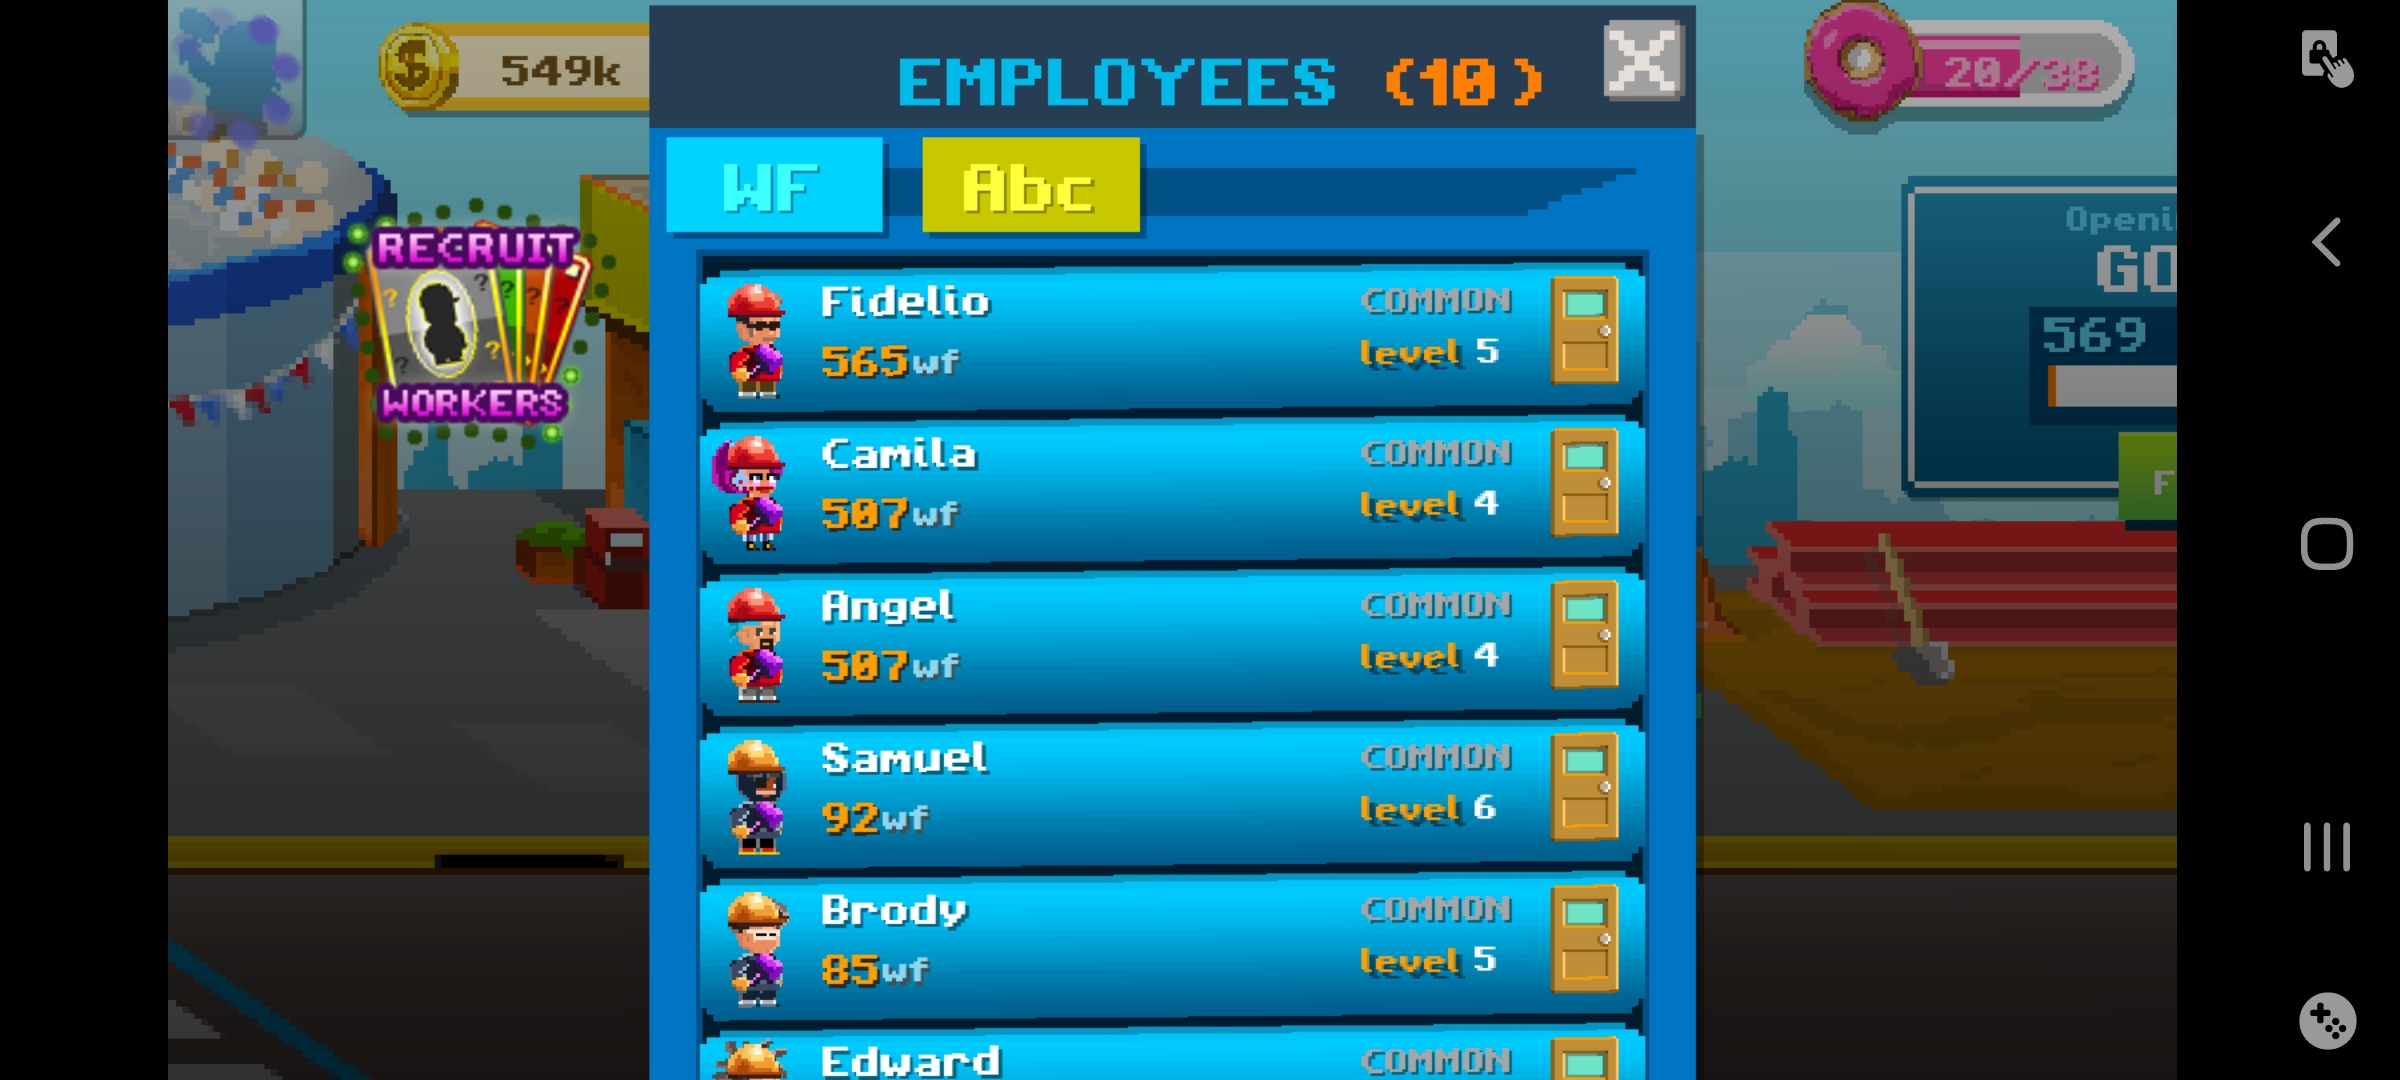 549k
EMPLOYEES (10)
20/38
WF
Abc
RECRUIT
WORKERS
GO
569
F
Fidelio
COMMON
565wf
level 5
Camila
COMMON
507wf
level 4
Angel
COMMON
507wf
level 4
Samuel
COMMON
92wf
level 6
Brody
COMMON
85wf
level 5
Edward
COMMON